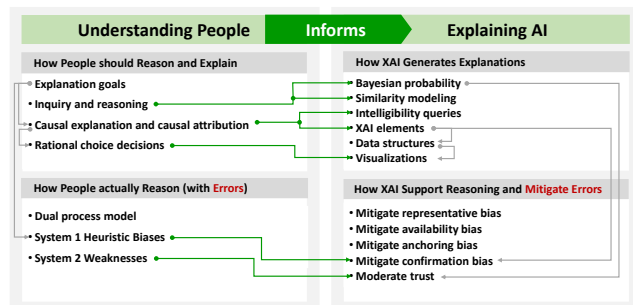 Understanding People
Informs
Explaining AI
How People should Reason and Explain
• Explanation goals
• Inquiry and reasoning
• Causal explanation and causal attribution
• Rational choice decisions
How XAI Generates Explanations
• Bayesian probability
• Similarity modeling
• Intelligibility queries
• XAI elements
• Data structures
• Visualizations
How People actually Reason (with Errors)
• Dual process model
• System 1 Heuristic Biases
• System 2 Weaknesses
How XAI Support Reasoning and Mitigate Errors
• Mitigate representative bias
• Mitigate availability bias
• Mitigate anchoring bias
• Mitigate confirmation bias
• Moderate trust